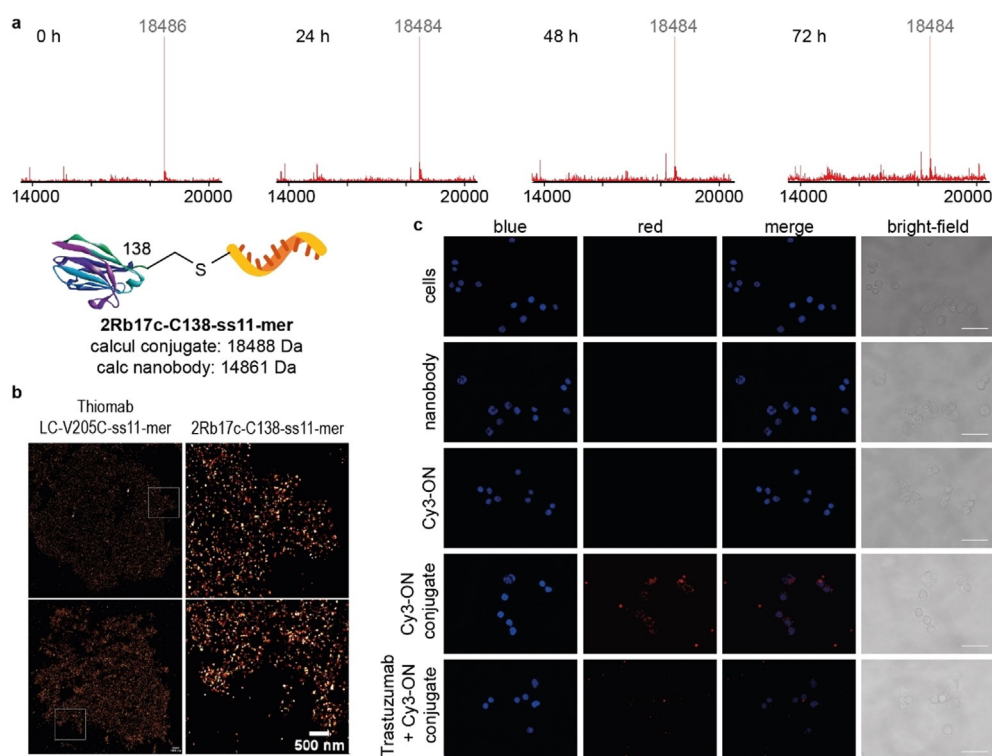 a
0 h
18486
24 h
18484
48 h
18484
72 h
18484
14000
20000
14000
20000
14000
20000
14000
20000
138
S
2Rb17c-C138-ss11-mer
calcul conjugate: 18488 Da
calc nanobody: 14861 Da
b
Thiomab
LC-V205C-ss11-mer
2Rb17c-C138-ss11-mer
500 nm
c
blue
red
merge
bright-field
cells
nanobody
Cy3-ON
Cy3-ON
conjugate
Trastuzumab
+ Cy3-ON
conjugate